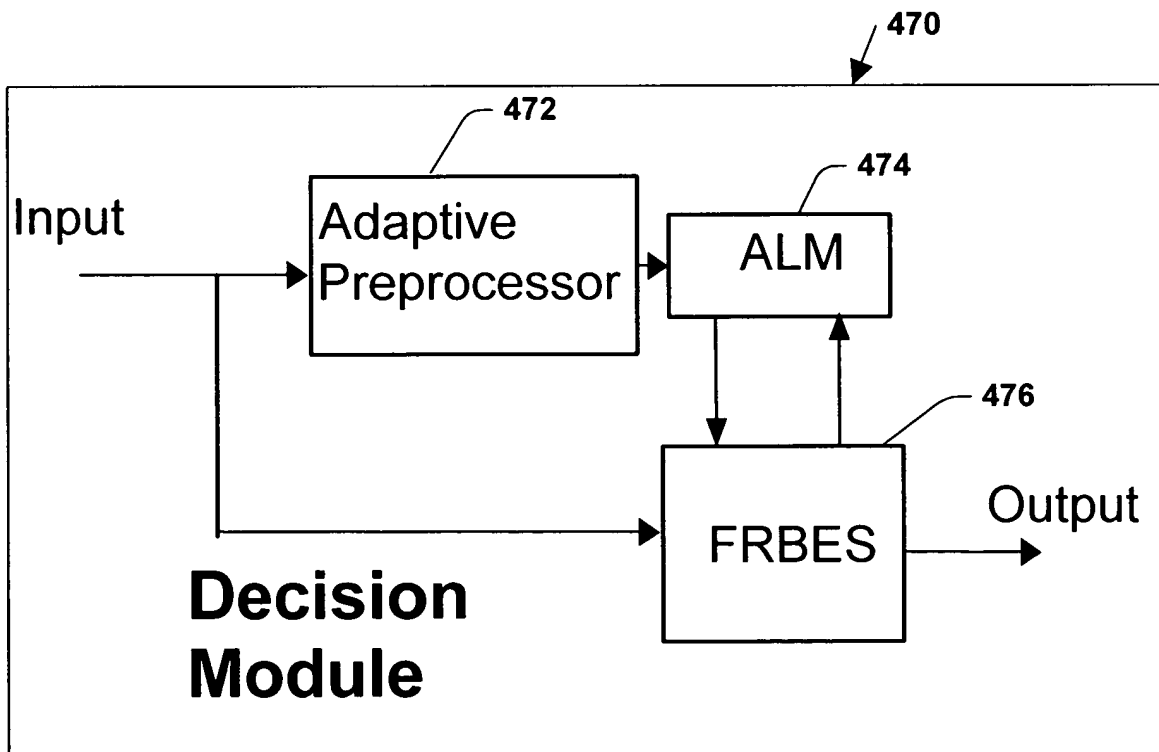 470
472
474
Input
Adaptive
Preprocessor
ALM
476
FRBES
Output
Decision
Module